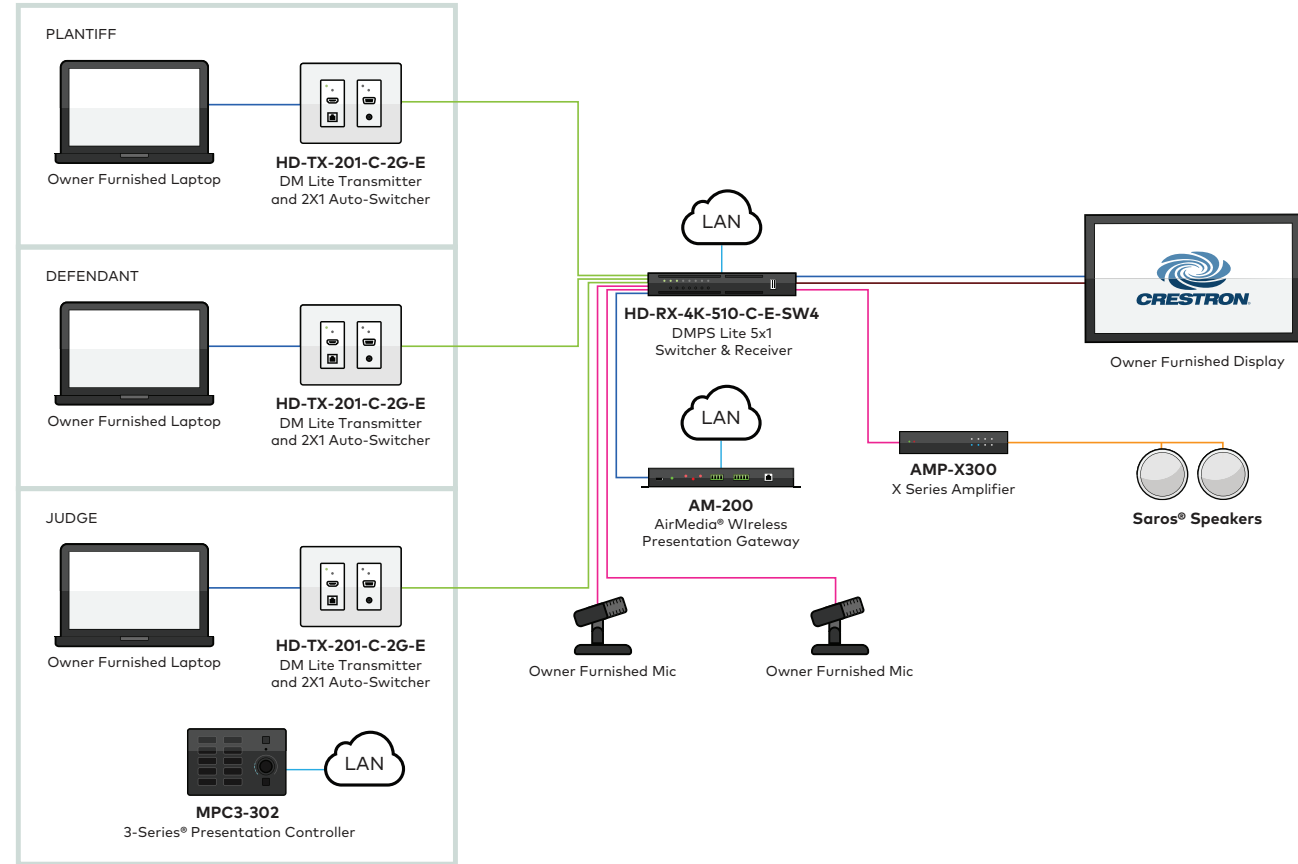 PLANTIFF
Owner Furnished Laptop
HD-TX-201-C-2G-E
DM Lite Transmitter
and 2X1 Auto-Switcher
DEFENDANT
Owner Furnished Laptop
HD-TX-201-C-2G-E
DM Lite Transmitter
and 2X1 Auto-Switcher
JUDGE
Owner Furnished Laptop
HD-TX-201-C-2G-E
DM Lite Transmitter
and 2X1 Auto-Switcher
LAN
MPC3-302
3-Series® Presentation Controller
LAN
HD-RX-4K-510-C-E-SW4
DMPS Lite 5x1
Switcher & Receiver
LAN
AM-200
AirMedia® WIreless
Presentation Gateway
Owner Furnished Mic
Owner Furnished Mic
CRESTRON
Owner Furnished Display
AMP-X300
X Series Amplifier
Saros® Speakers